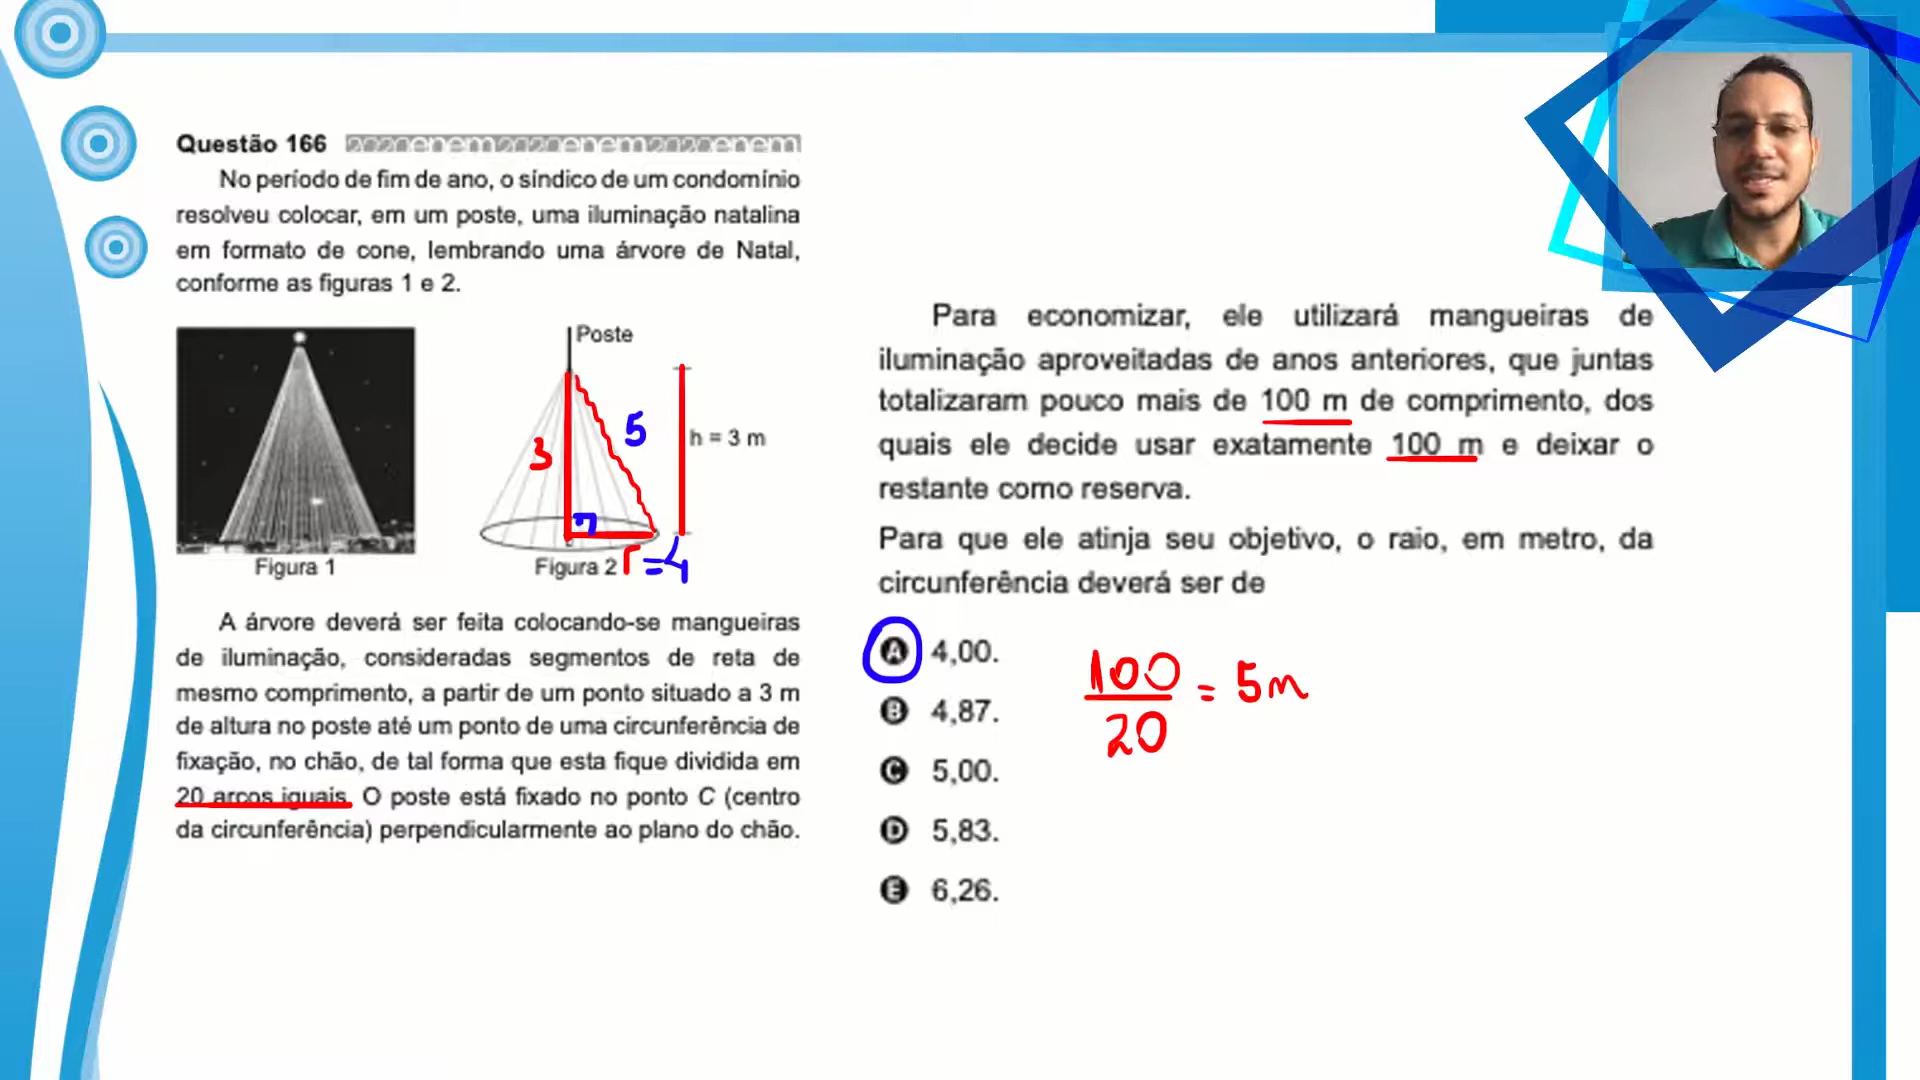 Questão 166 2020enem2020enem2020enem
No período de fim de ano, o síndico de um condomínio
resolveu colocar, em um poste, uma iluminação natalina
em formato de cone, lembrando uma árvore de Natal,
conforme as figuras 1 e 2.
Poste
3
5
h = 3 m
r = 4
Figura 1
Figura 2
A árvore deverá ser feita colocando-se mangueiras
de iluminação, consideradas segmentos de reta de
mesmo comprimento, a partir de um ponto situado a 3 m
de altura no poste até um ponto de uma circunferência de
fixação, no chão, de tal forma que esta fique dividida em
20 arcos iguais. O poste está fixado no ponto C (centro
da circunferência) perpendicularmente ao plano do chão.
Para economizar, ele utilizará mangueiras de
iluminação aproveitadas de anos anteriores, que juntas
totalizaram pouco mais de 100 m de comprimento, dos
quais ele decide usar exatamente 100 m e deixar o
restante como reserva.
Para que ele atinja seu objetivo, o raio, em metro, da
circunferência deverá ser de
A 4,00.
B 4,87.
C 5,00.
D 5,83.
E 6,26.
100
20
= 5m